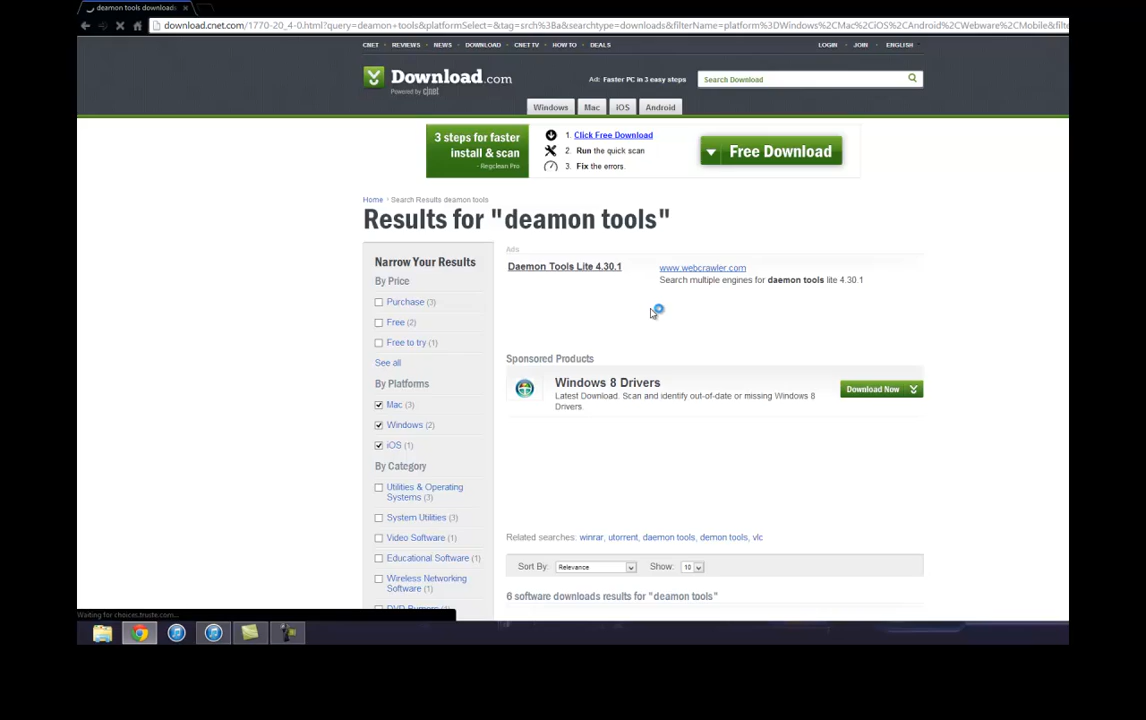 deamon tools download
download.cnet.com/1770-20_4-0.html?query=deamon+tools&platformSelect=&tag=srch%3a&searchtype=downloads&filterName=platform%3DWindows%2CMac%2CiOS%2CAndroid%2CWebware%2CMobile&filt
CNET REVIEWS NEWS DOWNLOAD CNET TV HOW TO DEALS LOGIN JOIN ENGLISH
Download.com
Powered by c|net
Ad: Faster PC in 3 easy steps
Search Download
Windows Mac iOS Android
3 steps for faster
install & scan
- Regclean Pro
1. Click Free Download
2. Run the quick scan
3. Fix the errors.
Free Download
Home › Search Results deamon tools
Results for "deamon tools"
Narrow Your Results
By Price
Purchase (3)
Free (2)
Free to try (1)
See all
By Platforms
Mac (3)
Windows (2)
iOS (1)
By Category
Utilities & Operating
Systems (3)
System Utilities (3)
Video Software (1)
Educational Software (1)
Wireless Networking
Software (1)
Ads
Daemon Tools Lite 4.30.1
www.webcrawler.com
Search multiple engines for daemon tools lite 4.30.1
Sponsored Products
Windows 8 Drivers
Latest Download. Scan and identify out-of-date or missing Windows 8
Drivers.
Download Now
Related searches: winrar, utorrent, daemon tools, demon tools, vlc
Sort By: Relevance Show: 10
6 software downloads results for "deamon tools"
Waiting for choices.truste.com...